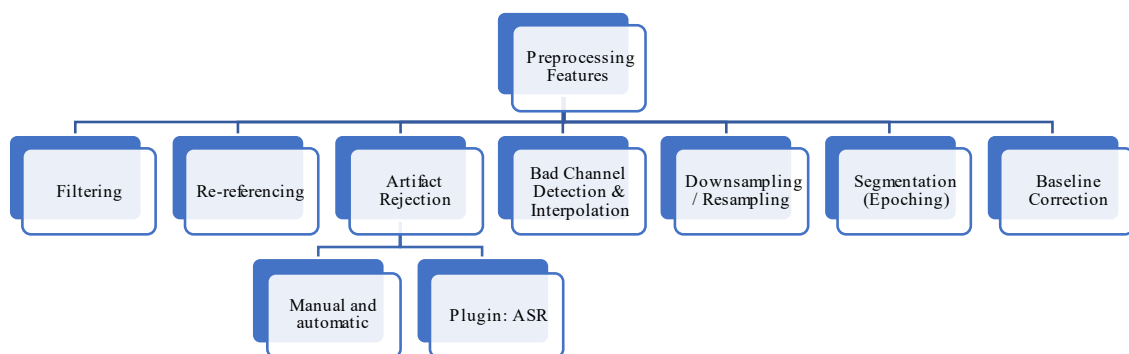 Preprocessing
Features
Filtering
Re-referencing
Artifact
Rejection
Bad Channel
Detection &
Interpolation
Downsampling
/ Resampling
Segmentation
(Epoching)
Baseline
Correction
Manual and
automatic
Plugin: ASR